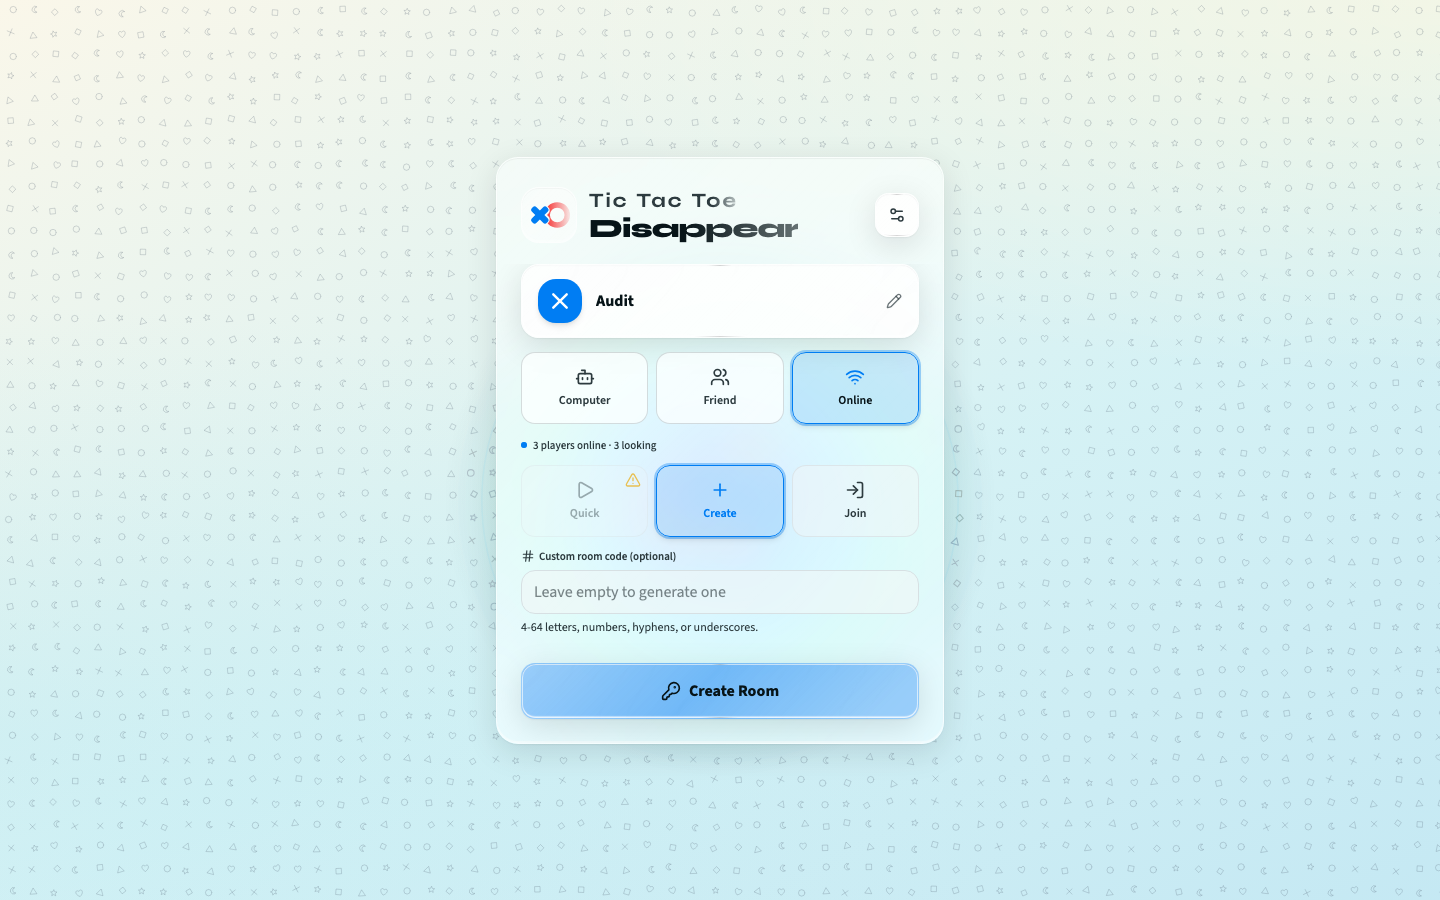 Tic Tac Toe
Disappear
Audit
Computer
Friend
Online
3 players online · 3 looking
Quick
Create
Join
Custom room code (optional)
Leave empty to generate one
4-64 letters, numbers, hyphens, or underscores.
Create Room